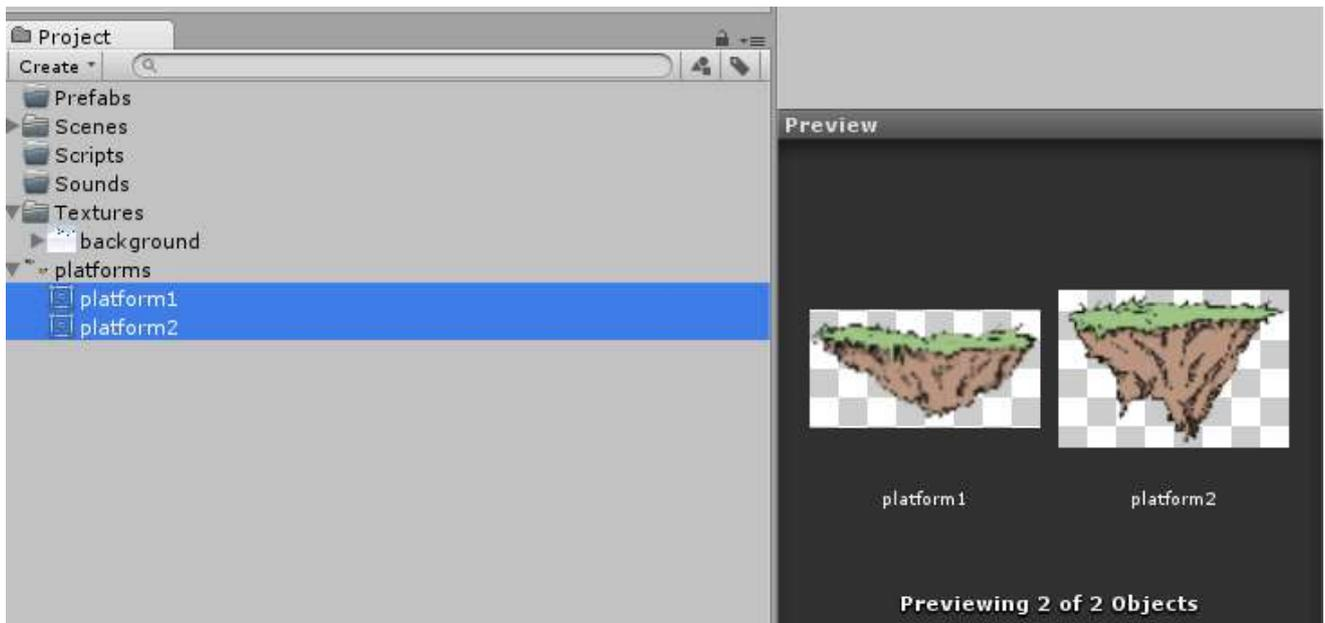 Project
Create
Prefabs
Scenes
Scripts
Sounds
Textures
background
platforms
platform1
platform2
Preview
platform1 platform2
Previewing 2 of 2 Objects